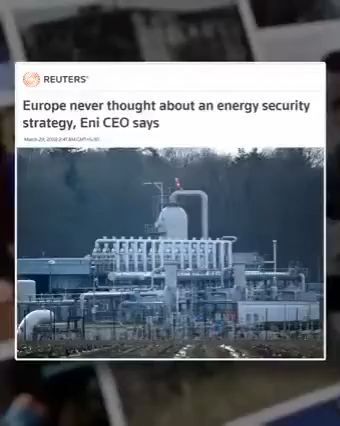 REUTERS
Europe never thought about an energy security
strategy, Eni CEO says